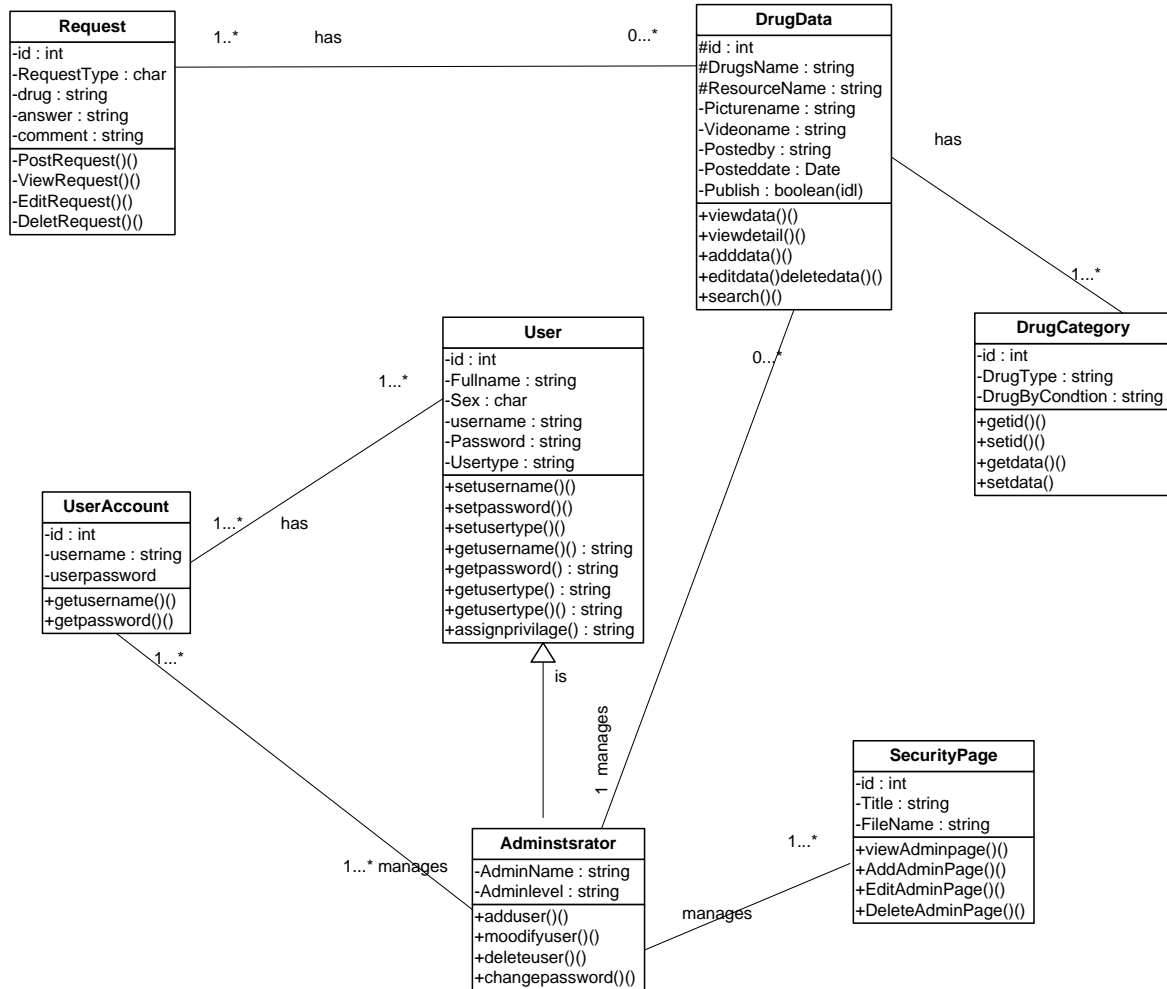 Request
-id : int
-RequestType : char
-drug : string
-answer : string
-comment : string
-PostRequest()()
-ViewRequest()()
-EditRequest()()
-DeletRequest()()
1..*
has
0...*
DrugData
#id : int
#DrugsName : string
#ResourceName : string
-Picturename : string
-Videoname : string
-Postedby : string
-Posteddate : Date
-Publish : boolean(idl)
+viewdata()()
+viewdetail()()
+adddata()()
+editdata()deletedata()()
+search()()
has
1...*
DrugCategory
-id : int
-DrugType : string
-DrugByCondtion : string
+getid()()
+setid()()
+getdata()()
+setdata()
User
-id : int
-Fullname : string
-Sex : char
-username : string
-Password : string
-Usertype : string
+setusername()()
+setpassword()()
+setusertype()()
+getusername()() : string
+getpassword() : string
+getusertype() : string
+getusertype()() : string
+assignprivilage() : string
1...*
1...*
has
0...*
UserAccount
-id : int
-username : string
-userpassword
+getusername()()
+getpassword()()
1...*
is
1 manages
1...* manages
Adminstsrator
-AdminName : string
-Adminlevel : string
+adduser()()
+moodifyuser()()
+deleteuser()()
+changepassword()()
manages
1...*
SecurityPage
-id : int
-Title : string
-FileName : string
+viewAdminpage()()
+AddAdminPage()()
+EditAdminPage()()
+DeleteAdminPage()()